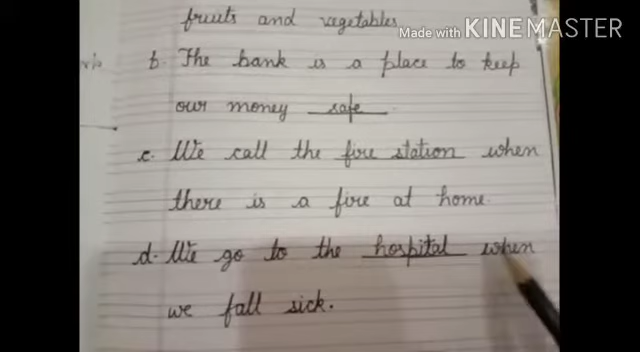 fruits and vegetables
Made with KINEMASTER
b. The bank is a place to keep
our money safe.
c. We call the fire station when
there is a fire at home.
d. We go to the hospital when
we fall sick.